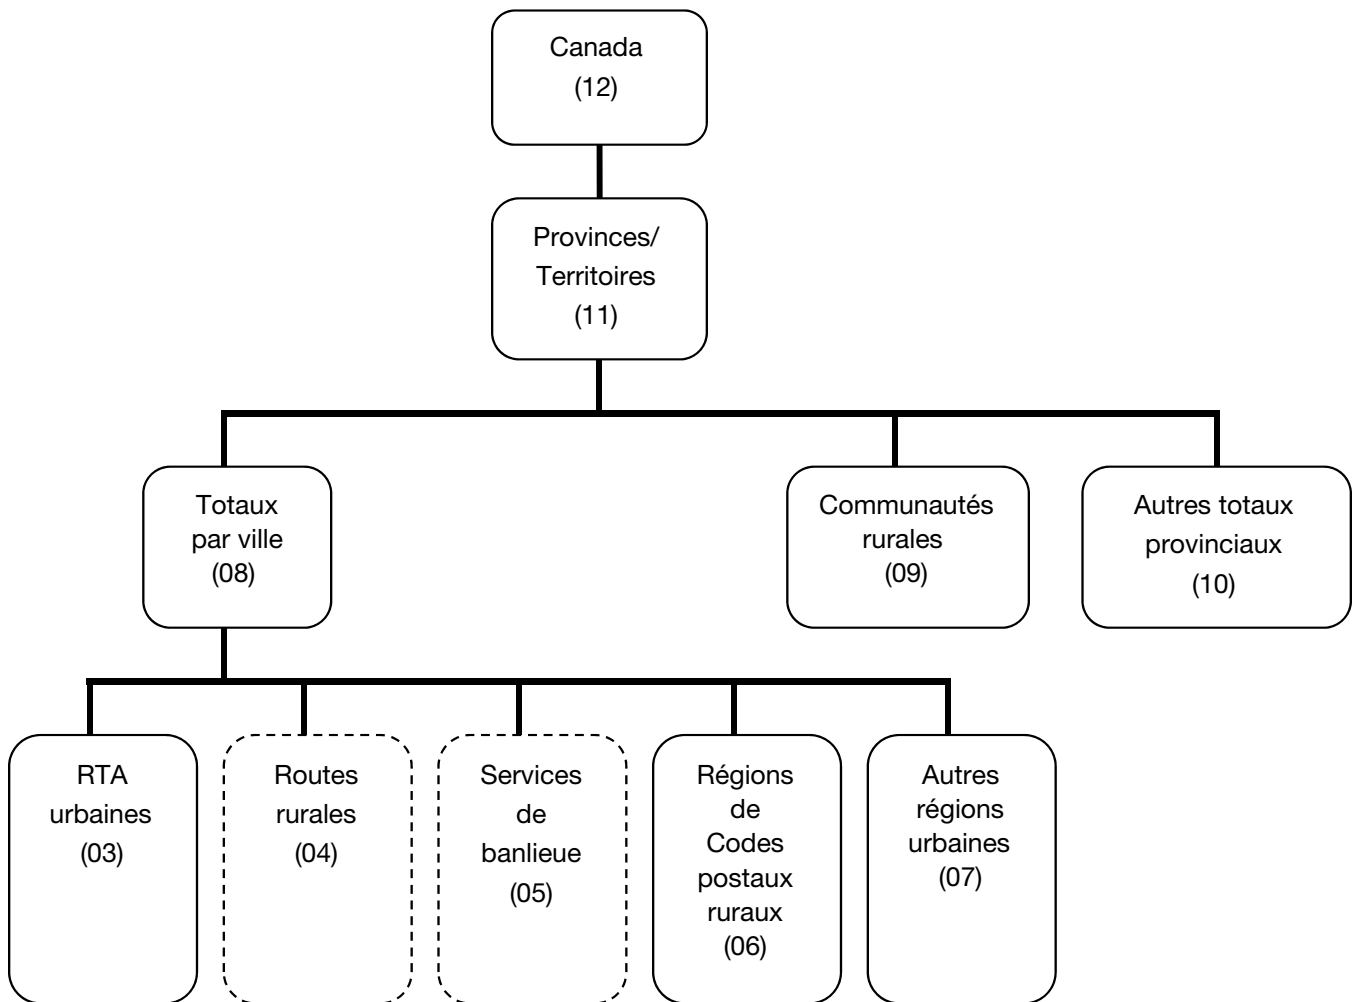 Canada
(12)
Provinces/
Territoires
(11)
Totaux
par ville
(08)
Communautés
rurales
(09)
Autres totaux
provinciaux
(10)
RTA
urbaines
(03)
Routes
rurales
(04)
Services
de
banlieue
(05)
Régions
de
Codes
postaux
ruraux
(06)
Autres
régions
urbaines
(07)